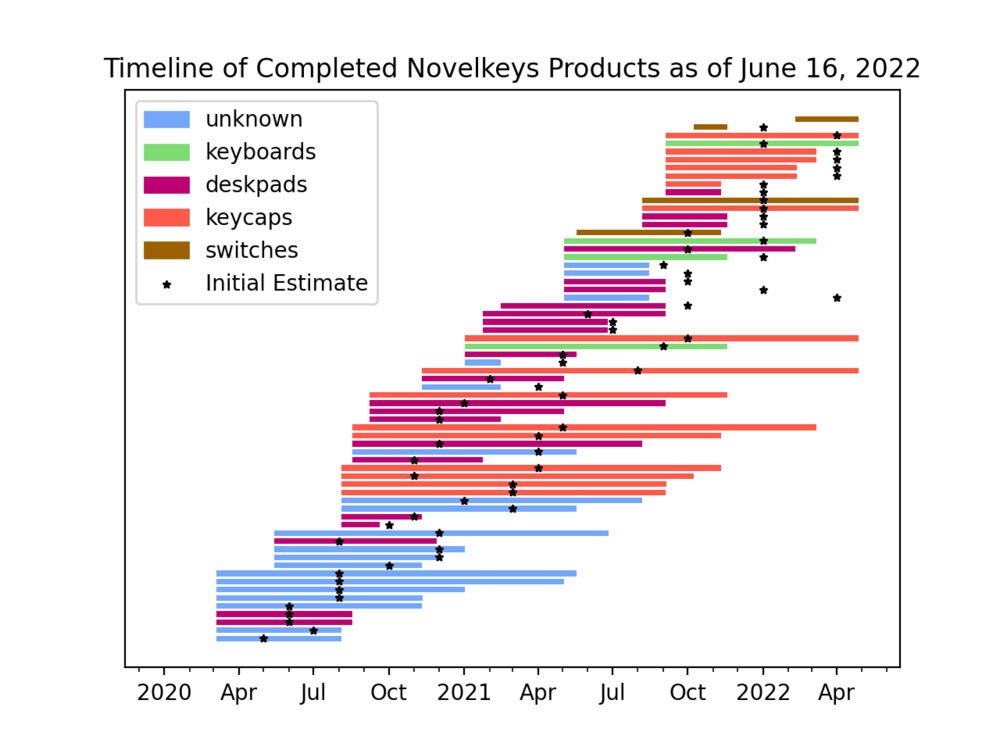 Timeline of Completed Novelkeys Products as of June 16, 2022
unknown
keyboards
deskpads
keycaps
switches
Initial Estimate
2020 Apr Jul Oct 2021 Apr Jul Oct 2022 Apr